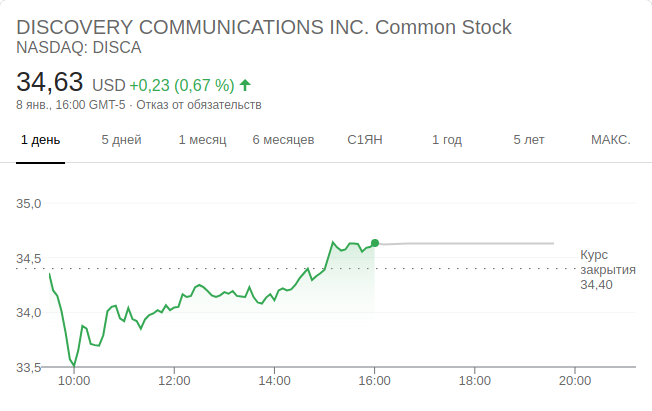 DISCOVERY COMMUNICATIONS INC. Common Stock
NASDAQ: DISCA
34,63 USD +0,23 (0,67 %)
8 янв., 16:00 GMT-5 · Отказ от обязательств
1 день 5 дней 1 месяц 6 месяцев С1ЯН 1 год 5 лет МАКС.
35,0
34,5
Курс
закрытия
34,40
34,0
33,5
10:00 12:00 14:00 16:00 18:00 20:00